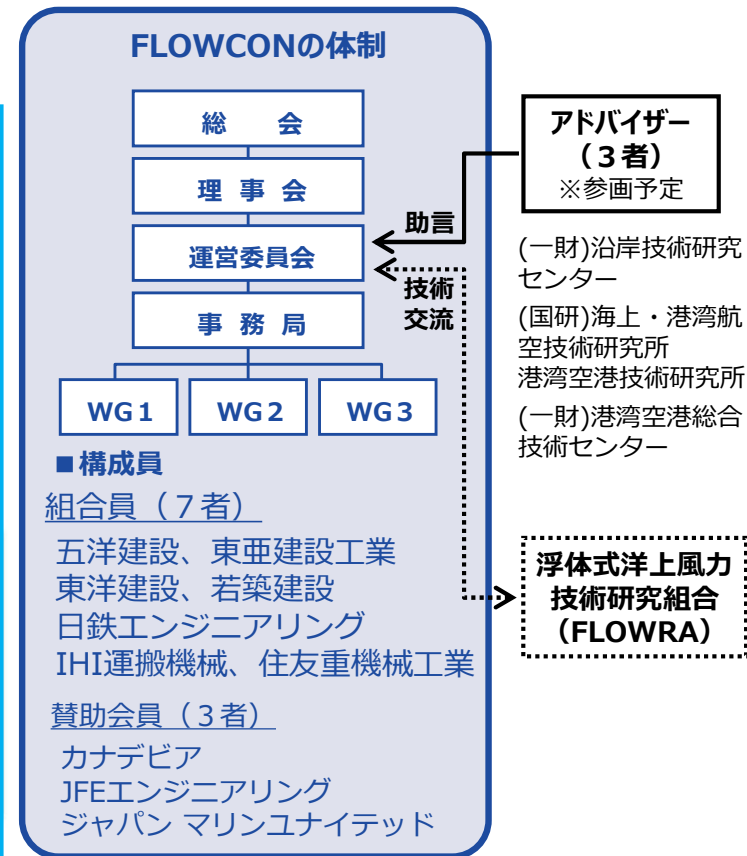 FLOWCONの体制
総　会
理 事 会
運営委員会
事 務 局
WG1
WG2
WG3
助言
技術
交流
アドバイザー
（３者）
※参画予定
(一財)沿岸技術研究
センター
(国研)海上・港湾航
空技術研究所
港湾空港技術研究所
(一財)港湾空港総合
技術センター
浮体式洋上風力
技術研究組合
（FLOWRA）
■構成員
組合員（７者）
五洋建設、東亜建設工業
東洋建設、若築建設
日鉄エンジニアリング
IHI運搬機械、住友重機械工業
賛助会員（３者）
カナデビア
JFEエンジニアリング
ジャパン マリンユナイテッド